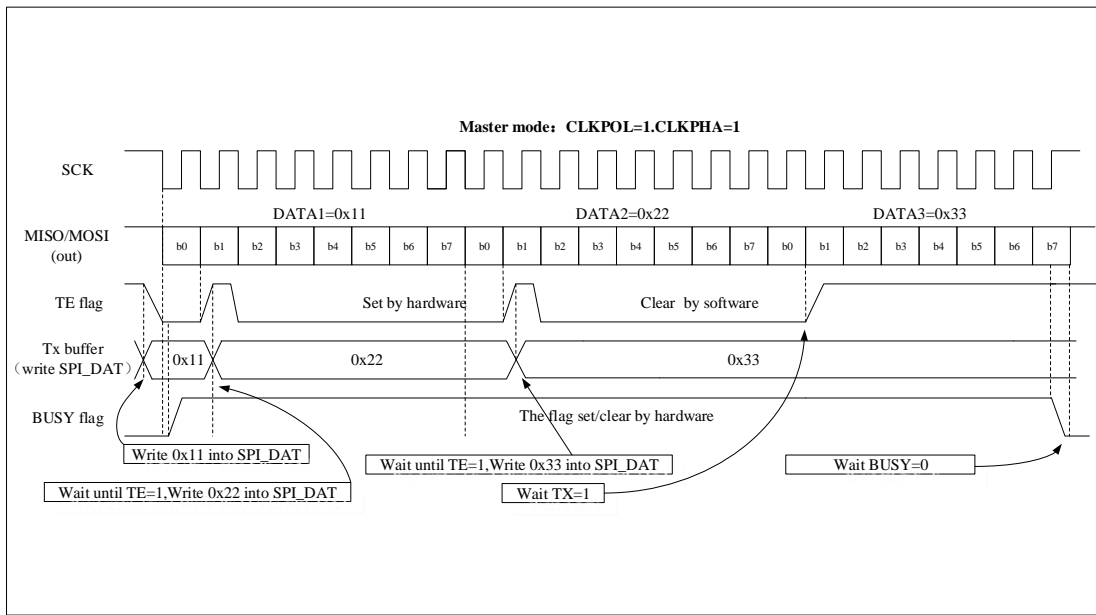 Master mode：CLKPOL=1.CLKPHA=1
SCK
DATA1=0x11 DATA2=0x22 DATA3=0x33
MISO/MOSI
(out)
b0 b1 b2 b3 b4 b5 b6 b7 b0 b1 b2 b3 b4 b5 b6 b7 b0 b1 b2 b3 b4 b5 b6 b7
TE flag
Set by hardware
Clear by software
Tx buffer
（write SPI_DAT）
0x11 0x22 0x33
BUSY flag
The flag set/clear by hardware
Write 0x11 into SPI_DAT
Wait until TE=1,Write 0x33 into SPI_DAT
Wait BUSY=0
Wait until TE=1,Write 0x22 into SPI_DAT
Wait TX=1